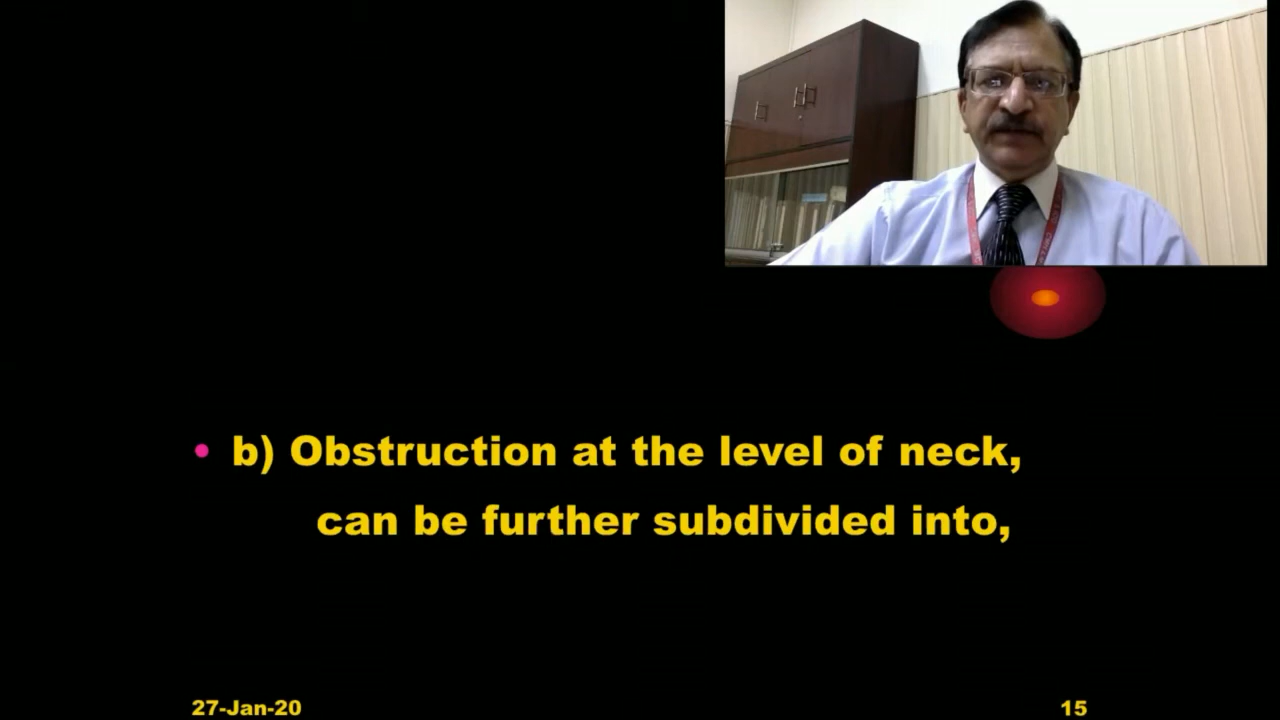 • b) Obstruction at the level of neck,
can be further subdivided into,
27-Jan-20
15